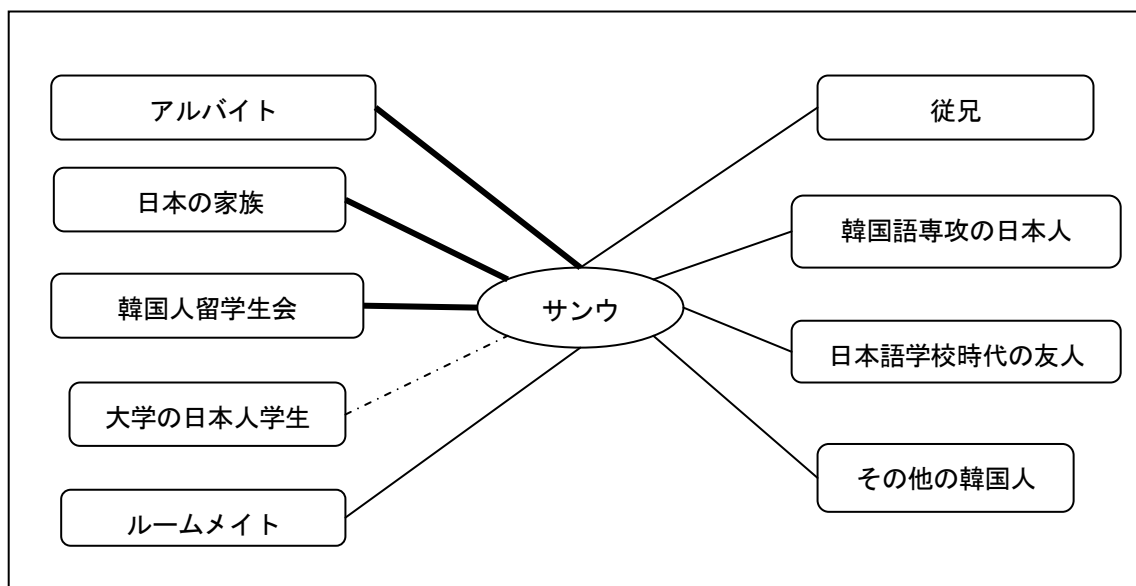 アルバイト
日本の家族
韓国人留学生会
大学の日本人学生
ルームメイト
サンウ
従兄
韓国語専攻の日本人
日本語学校時代の友人
その他の韓国人